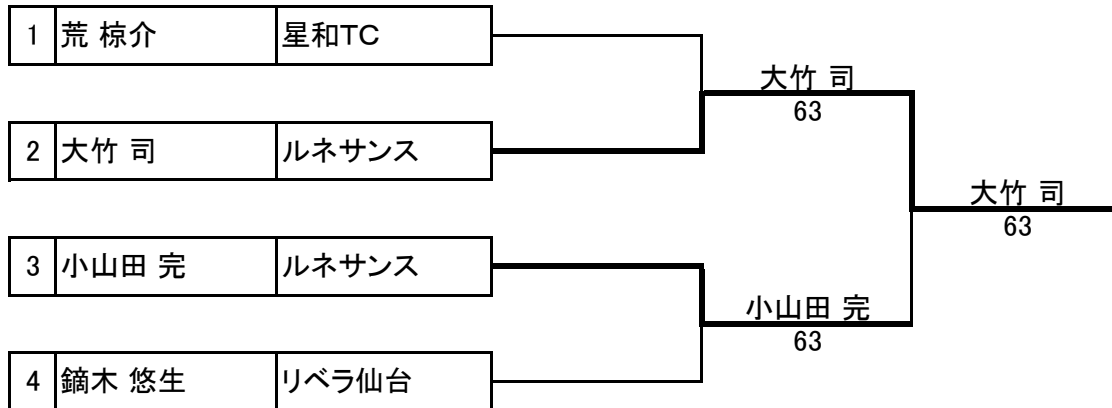 1 荒 椋介 星和TC
大竹 司
63
2 大竹 司 ルネサンス
大竹 司
63
3 小山田 完 ルネサンス
小山田 完
63
4 鏑木 悠生 リベラ仙台